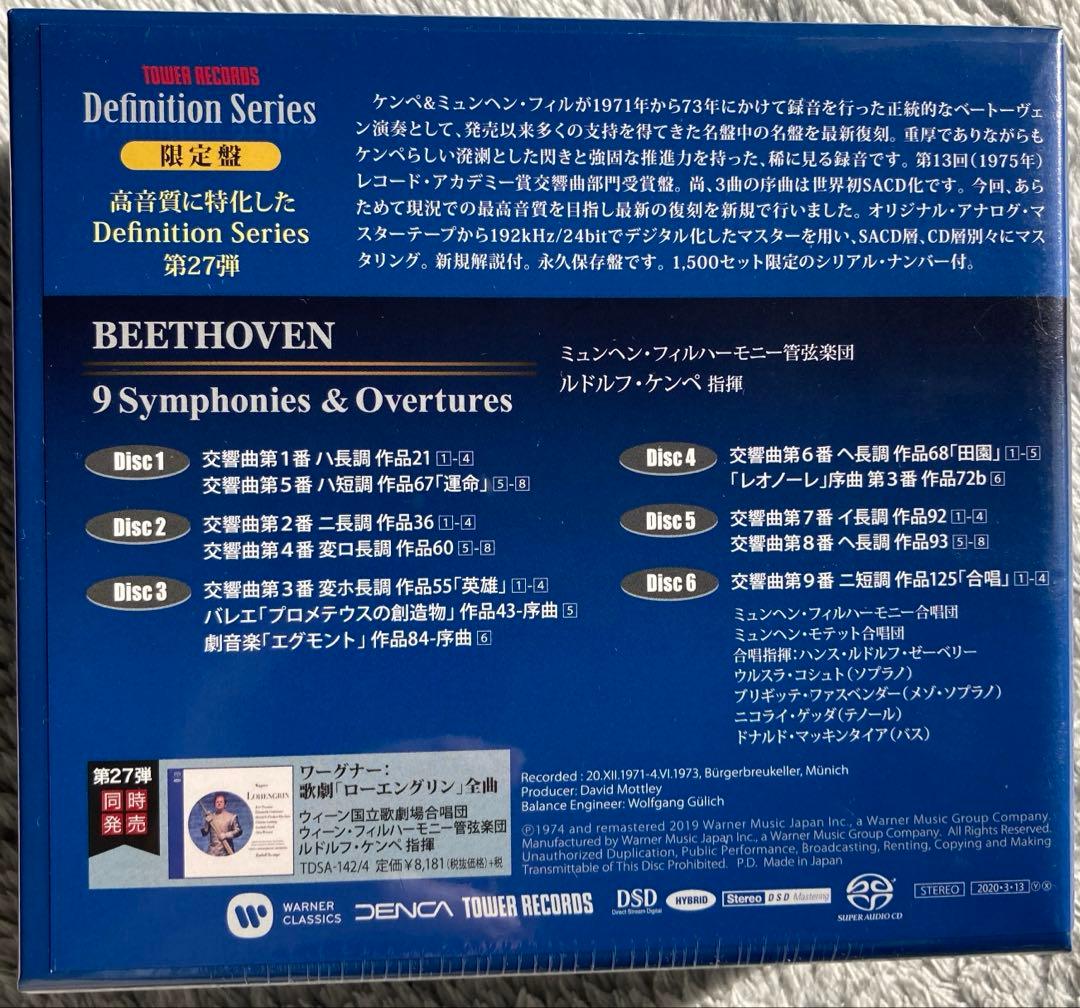 TOWER RECORDS
Definition Series
限定盤
高音質に特化した
Definition Series
第27弾
ケンペ&ミュンヘン・フィルが1971年から73年にかけて録音を行った正統的なベートーヴェ
ン演奏として、発売以来多くの支持を得てきた名盤中の名盤を最新復刻。重厚でありながらも
ケンペらしい溌溂とした閃きと強固な推進力を持った、稀に見る録音です。第13回(1975年)
レコード・アカデミー賞交響曲部門受賞盤。尚、3曲の序曲は世界初SACD化です。今回、あら
ためて現況での最高音質を目指し最新の復刻を新規で行いました。オリジナル・アナログ・マ
スターテープから192kHz/24bitでデジタル化したマスターを用い、SACD層、CD層別々にマス
タリング。新規解説付。永久保存盤です。1,500セット限定のシリアル・ナンバー付。
BEETHOVEN
9 Symphonies & Overtures
ミュンヘン・フィルハーモニー管弦楽団
ルドルフ・ケンペ 指揮
Disc 1
交響曲第1番 ハ長調 作品21 1-4
交響曲第5番 ハ短調 作品67「運命」5-8
Disc 2
交響曲第2番 ニ長調 作品36 1-4
交響曲第4番 変ロ長調 作品60 5-8
Disc 3
交響曲第3番 変ホ長調 作品55「英雄」1-4
バレエ「プロメテウスの創造物」作品43-序曲 5
劇音楽「エグモント」作品84-序曲 6
Disc 4
交響曲第6番 ヘ長調 作品68「田園」1-5
「レオノーレ」序曲 第3番 作品72b 6
Disc 5
交響曲第7番 イ長調 作品92 1-4
交響曲第8番 ヘ長調 作品93 5-8
Disc 6
交響曲第9番 ニ短調 作品125「合唱」1-4
ミュンヘン・フィルハーモニー合唱団
ミュンヘン・モテット合唱団
合唱指揮:ハンス・ルドルフ・ゼーベリー
ウルスラ・コシュト(ソプラノ)
ブリギッテ・ファスベンダー(メゾ・ソプラノ)
ニコライ・ゲッダ(テノール)
ドナルド・マッキンタイア(バス)
第27弾
同時
発売
LOHENGRIN
ワーグナー:
歌劇「ローエングリン」全曲
ウィーン国立歌劇場合唱団
ウィーン・フィルハーモニー管弦楽団
ルドルフ・ケンペ 指揮
TDSA-142/4 定価¥8,181(税抜価格)+税
Recorded : 20.XII.1971-4.VI.1973, Bürgerbreukeller, Münich
Producer: David Mottley
Balance Engineer: Wolfgang Gülich
Ⓟ1974 and remastered 2019 Warner Music Japan Inc., a Warner Music Group Company.
Manufactured by Warner Music Japan Inc., a Warner Music Group Company. All Rights Reserved.
Unauthorized Duplication, Public Performance, Broadcasting, Renting, Copying and Making
Transmittable of This Disc Prohibited. P.D. Made in Japan
WARNER
CLASSICS
DENCA
TOWER RECORDS
DSD
Direct Stream Digital
HYBRID
Stereo DSD Mastering
SUPER AUDIO CD
STEREO
2020・3・13 Ⓨ Ⓧ